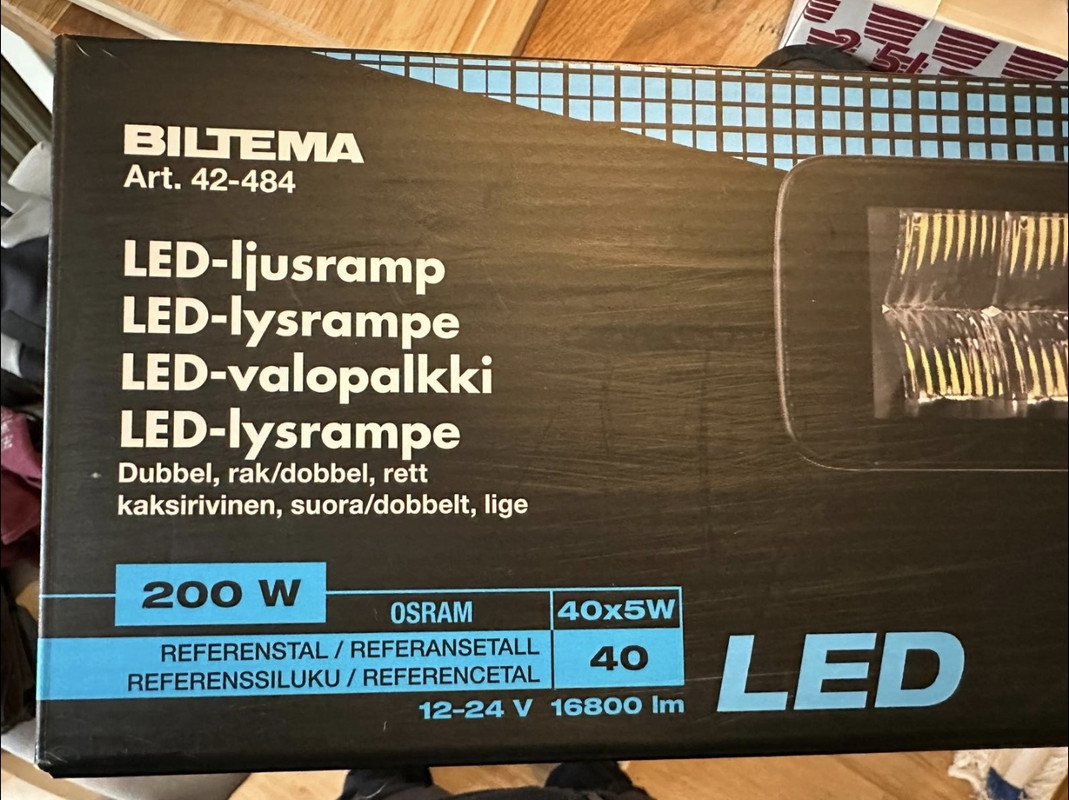 BILTEMA
Art. 42-484
LED-ljusramp
LED-lysrampe
LED-valopalkki
LED-lysrampe
Dubbel, rak/dobbel, rett
kaksirivinen, suora/dobbelt, lige
200 W
OSRAM 40x5W
REFERENSTAL / REFERANSETALL
REFERENSSILUKU / REFERENCETAL
40
12-24 V 16800 lm
LED